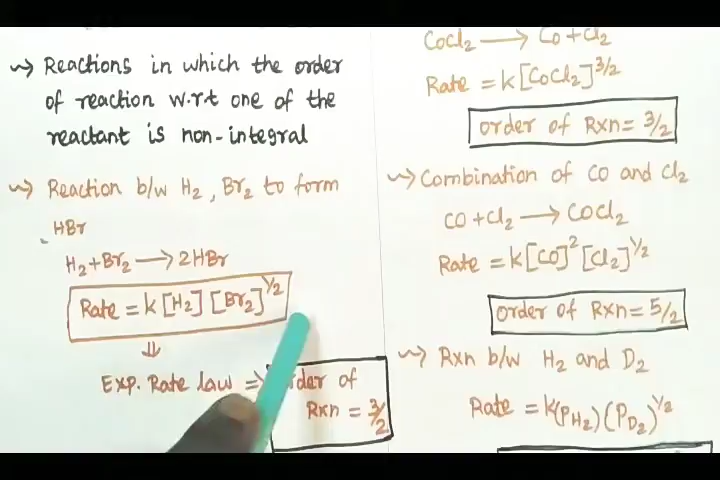 ⇝ Reactions in which the order
of reaction w.r.t one of the
reactant is non-integral
⇝ Reaction b/w H₂, Br₂ to form
HBr
H₂+Br₂ ⟶ 2HBr
Rate = k [H₂] [Br₂]^1/2
⇓
Exp. Rate law ⇒
of
Rxn = 3/2
COCl₂ ⟶ CO + Cl₂
Rate = k[COCl₂]^3/2
order of Rxn = 3/2
⇝ Combination of CO and Cl₂
CO + Cl₂ ⟶ COCl₂
Rate = k[CO]² [Cl₂]^1/2
order of Rxn = 5/2
⇝ Rxn b/w H₂ and D₂
Rate = k(P_H₂)(P_D₂)^1/2